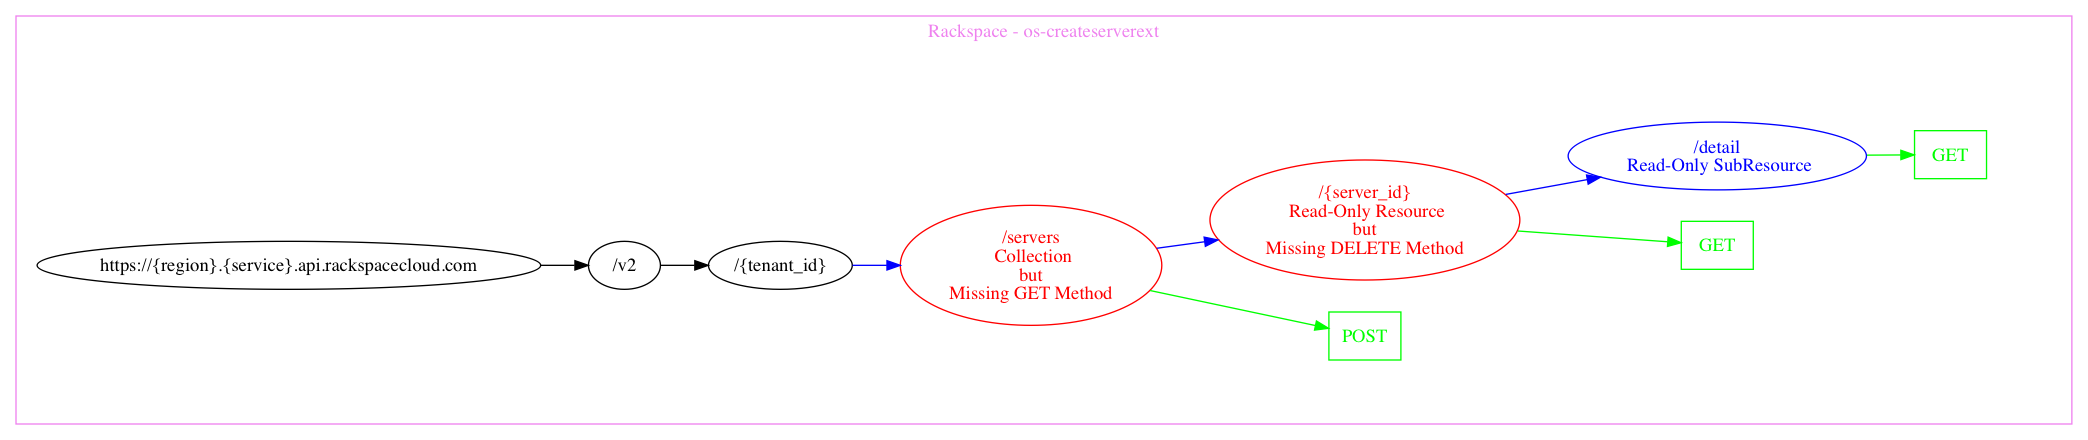 Rackspace - os-createserverext
https://{region}.{service}.api.rackspacecloud.com
/v2
/{tenant_id}
/servers
Collection
but
Missing GET Method
/{server_id}
Read-Only Resource
but
Missing DELETE Method
/detail
Read-Only SubResource
GET
GET
POST